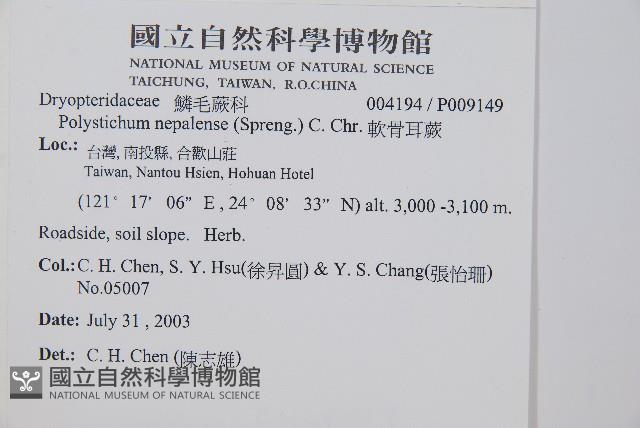 國立自然科學博物館
NATIONAL MUSEUM OF NATURAL SCIENCE
TAICHUNG, TAIWAN, R.O.CHINA
Dryopteridaceae 鱗毛蕨科 004194 / P009149
Polystichum nepalense (Spreng.) C. Chr. 軟骨耳蕨
Loc.: 台灣, 南投縣, 合歡山莊
Taiwan, Nantou Hsien, Hohuan Hotel
(121° 17' 06" E , 24° 08' 33" N) alt. 3,000 -3,100 m.
Roadside, soil slope. Herb.
Col.: C. H. Chen, S. Y. Hsu(徐昇圓) & Y. S. Chang(張怡珊)
No.05007
Date: July 31 , 2003
Det.: C. H. Chen (陳志雄)
國立自然科學博物館
NATIONAL MUSEUM OF NATURAL SCIENCE